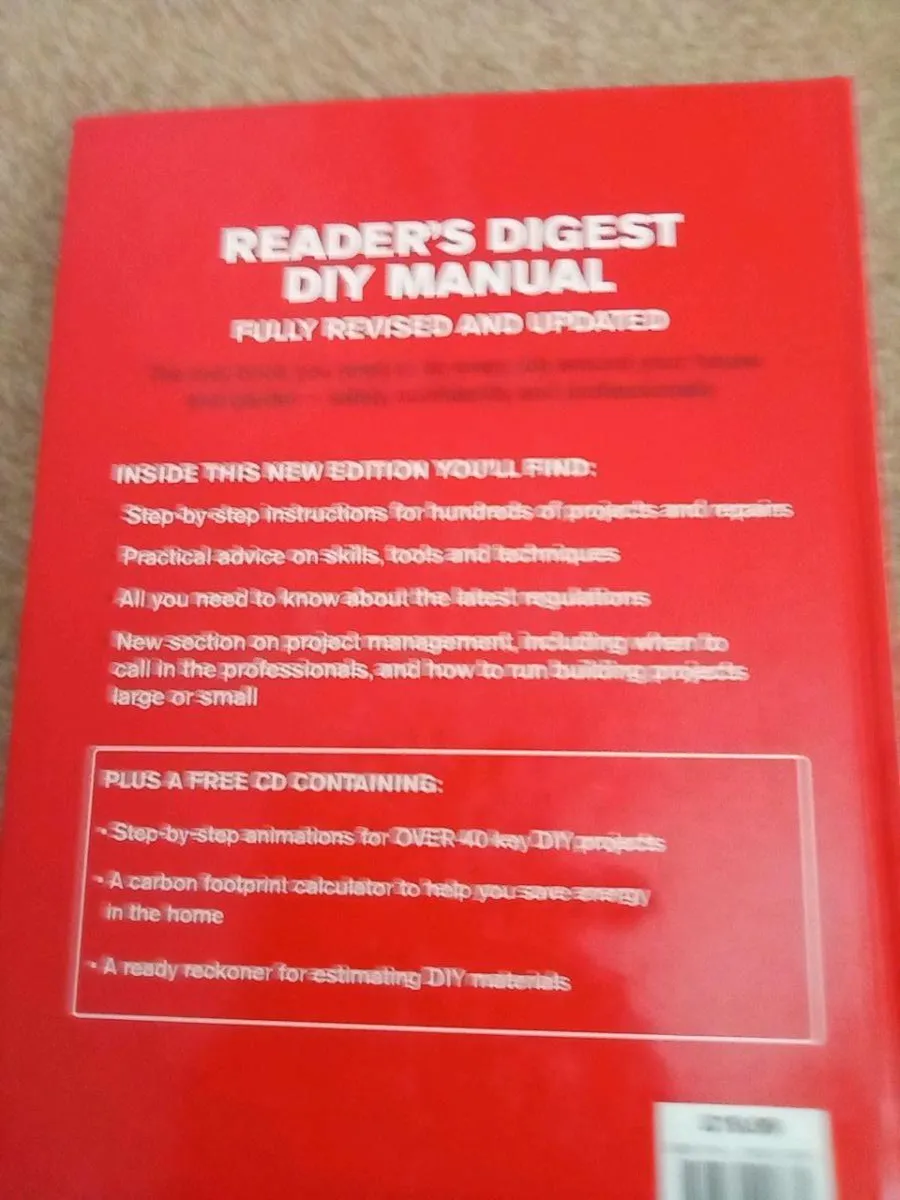 READER'S DIGEST
DIY MANUAL
FULLY REVISED AND UPDATED
INSIDE THIS NEW EDITION YOU'LL FIND:
Step-by-step instructions for hundreds of projects and repairs
Practical advice on skills, tools and techniques
All you need to know about the latest regulations
New section on project management, including when to
call in the professionals, and how to run building projects
large or small
PLUS A FREE CD CONTAINING:
• Step-by-step animations for OVER 40 key DIY projects
• A carbon footprint calculator to help you save energy
in the home
• A ready reckoner for estimating DIY materials